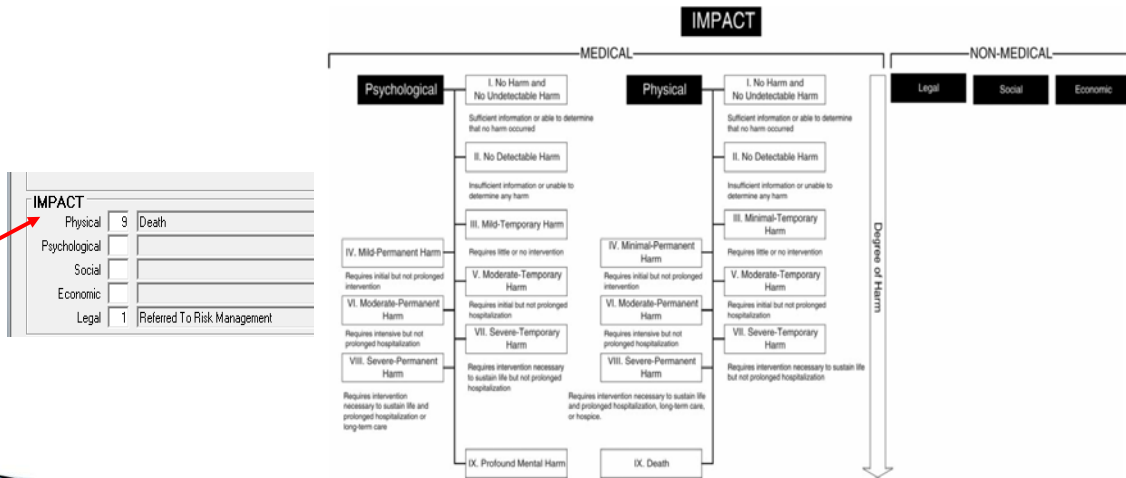 IMPACT
MEDICAL
NON-MEDICAL
Psychological
I. No Harm and
No Undetectable Harm
Sufficient information or able to determine
that no harm occurred
II. No Detectable Harm
Insufficient information or unable to
determine any harm
III. Mild-Temporary Harm
Requires little or no intervention
IV. Mild-Permanent Harm
Requires initial but not prolonged
intervention
V. Moderate-Temporary
Harm
Requires initial but not prolonged
hospitalization
VI. Moderate-Permanent
Harm
Requires intensive but not
prolonged hospitalization
VII. Severe-Temporary
Harm
Requires intervention necessary
to sustain life but not prolonged
hospitalization
VIII. Severe-Permanent
Harm
Requires intervention
necessary to sustain life and
prolonged hospitalization or
long-term care
IX. Profound Mental Harm
Physical
I. No Harm and
No Undetectable Harm
Sufficient information or able to determine
that no harm occurred
II. No Detectable Harm
Insufficient information or unable to
determine any harm
III. Minimal-Temporary
Harm
Requires little or no intervention
IV. Minimal-Permanent
Harm
Requires initial but not prolonged
intervention
V. Moderate-Temporary
Harm
Requires initial but not prolonged
hospitalization
VI. Moderate-Permanent
Harm
Requires intensive but not
prolonged hospitalization
VII. Severe-Temporary
Harm
Requires intervention necessary to sustain life
but not prolonged hospitalization
VIII. Severe-Permanent
Harm
Requires intervention necessary to sustain life
and prolonged hospitalization, long-term care,
or hospice.
IX. Death
Degree of Harm
Legal
Social
Economic
IMPACT
Physical 9 Death
Psychological
Social
Economic
Legal 1 Referred To Risk Management